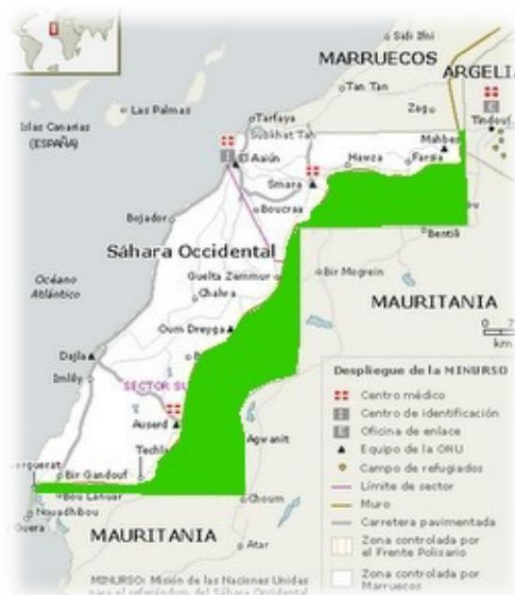 Sidi Ifni
MARRUECOS
ARGELIA
Tan Tan
Las Palmas
Zag
Tarfaya
Tindouf
Islas Canarias
(ESPAÑA)
Sebkhat Tah
Mahbes
El Aaiún
Hawza
Farsia
Smara
Boucraa
Bojador
Bentili
Sáhara Occidental
Guelta Zemmur
Bir Mogrein
Océano
Atlántico
Chalwa
MAURITANIA
Oum Dreyga
km
Dajla
Imlily
SECTOR SU
Auserd
Techla
Agwanit
Bir Gandouf
Bou Lanuar
Choum
Nouadhibou
Guera
MAURITANIA
Atar
Despliegue de la MINURSO
Centro médico
Centro de identificación
Oficina de enlace
Equipo de la ONU
Campo de refugiados
Límite de sector
Muro
Carretera pavimentada
Zona controlada por
el Frente Polisario
Zona controlada por
Marruecos
MINURSO: Misión de las Naciones Unidas
para el referéndum del Sáhara Occidental